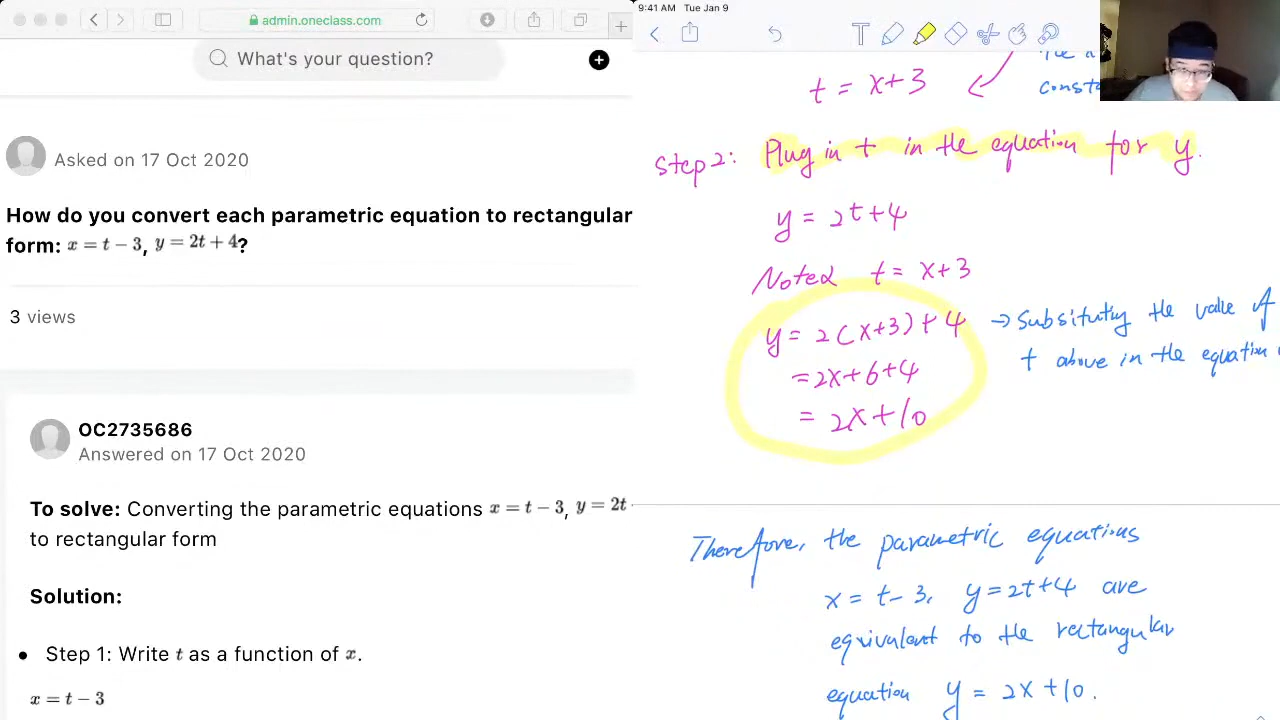 admin.oneclass.com
What's your question?
Asked on 17 Oct 2020
How do you convert each parametric equation to rectangular
form: x = t − 3, y = 2t + 4?
3 views
OC2735686
Answered on 17 Oct 2020
To solve: Converting the parametric equations x = t − 3, y = 2t
to rectangular form
Solution:
• Step 1: Write t as a function of x.
x = t − 3
9:41 AM Tue Jan 9
t = x+3
Step 2: Plug in t in the equation for y.
y = 2t+4
Noted t = x+3
y = 2(x+3)+4
= 2x+6+4
= 2x+10
→ Subsituting the value of
t above in the equation
Therefore, the parametric equations
x = t-3, y=2t+4 are
equivalent to the rectangular
equation y = 2x+10.